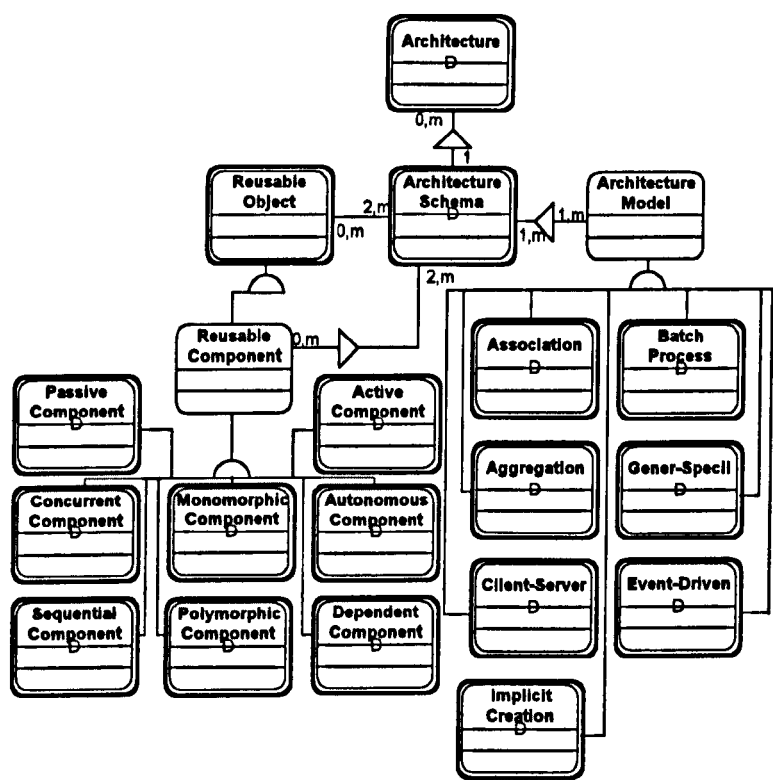 Architecture
D
0,m
1
Reusable
Object
2,m
0,m
Architecture
Schema
D
1,m
1,m
Architecture
Model
2,m
Reusable
Component
0,m
Association
D
Batch
Process
D
Passive
Component
D
Active
Component
D
Aggregation
D
Gener-Specil
D
Concurrent
Component
D
Monomorphic
Component
D
Autonomous
Component
D
Client-Server
D
Event-Driven
D
Sequential
Component
D
Polymorphic
Component
D
Dependent
Component
D
Implicit
Creation
D